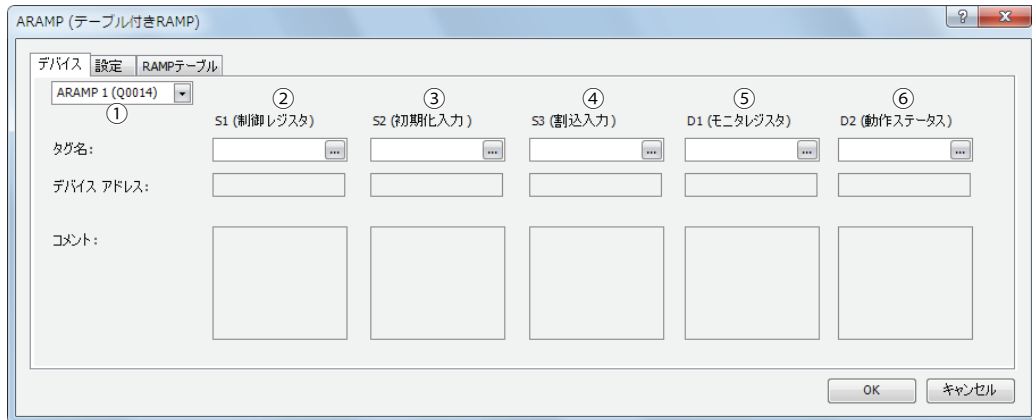 ARAMP (テーブル付きRAMP)
デバイス 設定 RAMPテーブル
ARAMP 1 (Q0014)
① ② ③ ④ ⑤ ⑥
S1 (制御レジスタ) S2 (初期化入力) S3 (割込入力) D1 (モニタレジスタ) D2 (動作ステータス)
タグ名: ... ... ... ... ...
デバイス アドレス:
コメント:
OK キャンセル